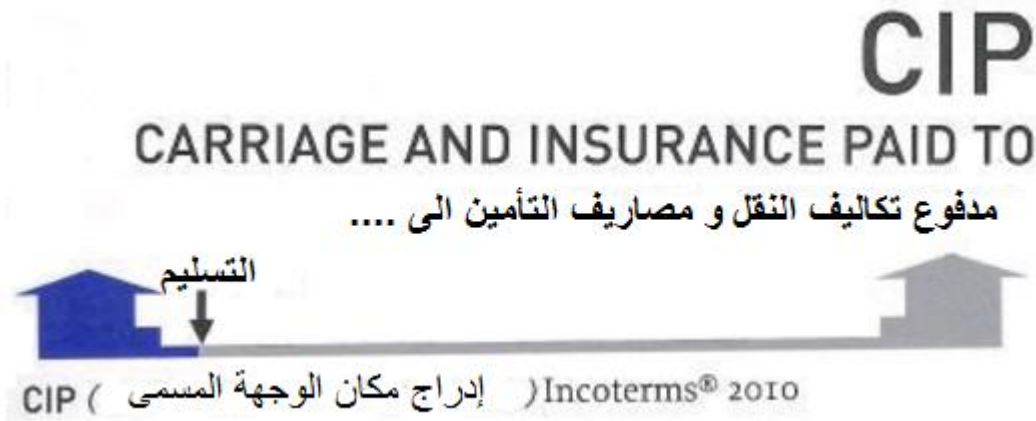 CIP
CARRIAGE AND INSURANCE PAID TO
مدفوع تكاليف النقل و مصاريف التأمين الى ....
التسليم
CIP ( إدراج مكان الوجهة المسمى ) Incoterms® 2010